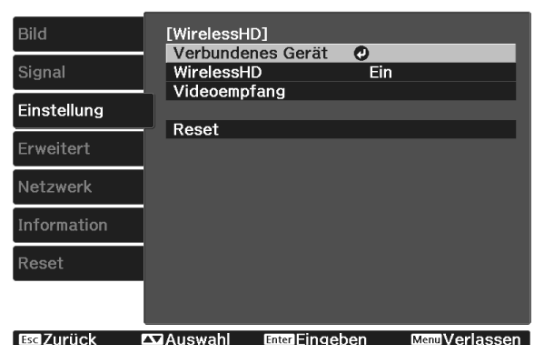 Bild
Signal
Einstellung
Erweitert
Netzwerk
Information
Reset
[WirelessHD]
Verbundenes Gerät
WirelessHD Ein
Videoempfang
Reset
Esc Zurück Auswahl Enter Eingeben Menu Verlassen